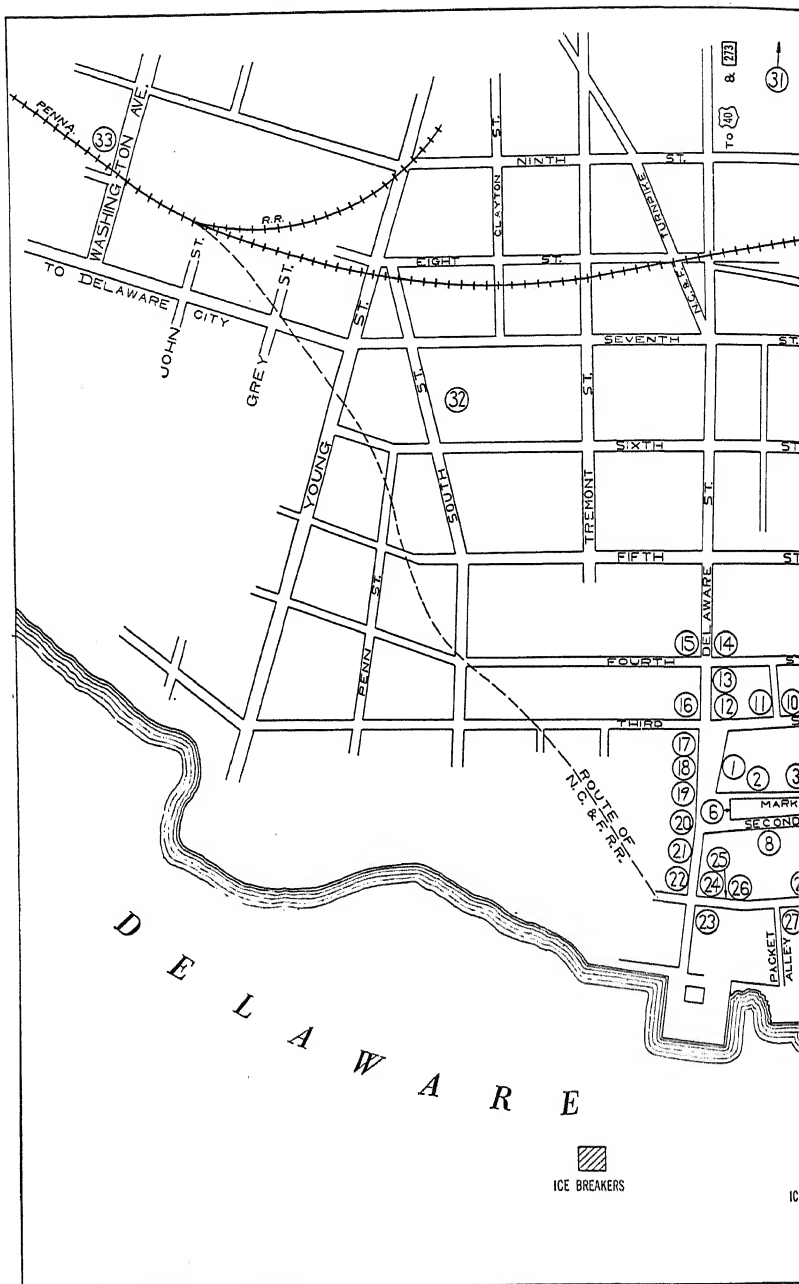 TO 40 & 273
31
PENNA.
33
WASHINGTON AVE.
R.R.
NINTH ST.
CLAYTON ST.
TURNPIKE
N.C. & F.
EIGHT ST.
TO DELAWARE CITY
JOHN ST.
GREY ST.
YOUNG ST.
SEVENTH ST.
32
SOUTH ST.
TREMONT ST.
SIXTH ST
DELAWARE ST.
FIFTH ST
PENN ST.
15
14
FOURTH S
13
16
12
11
10
THIRD
17
18
1
2
3
19
ROUTE OF
N.C. & F. R.R.
6
MARK
20
SECOND
8
21
25
22
24
26
2
23
PACKET
ALLEY
27
DELAWARE
ICE BREAKERS
IC